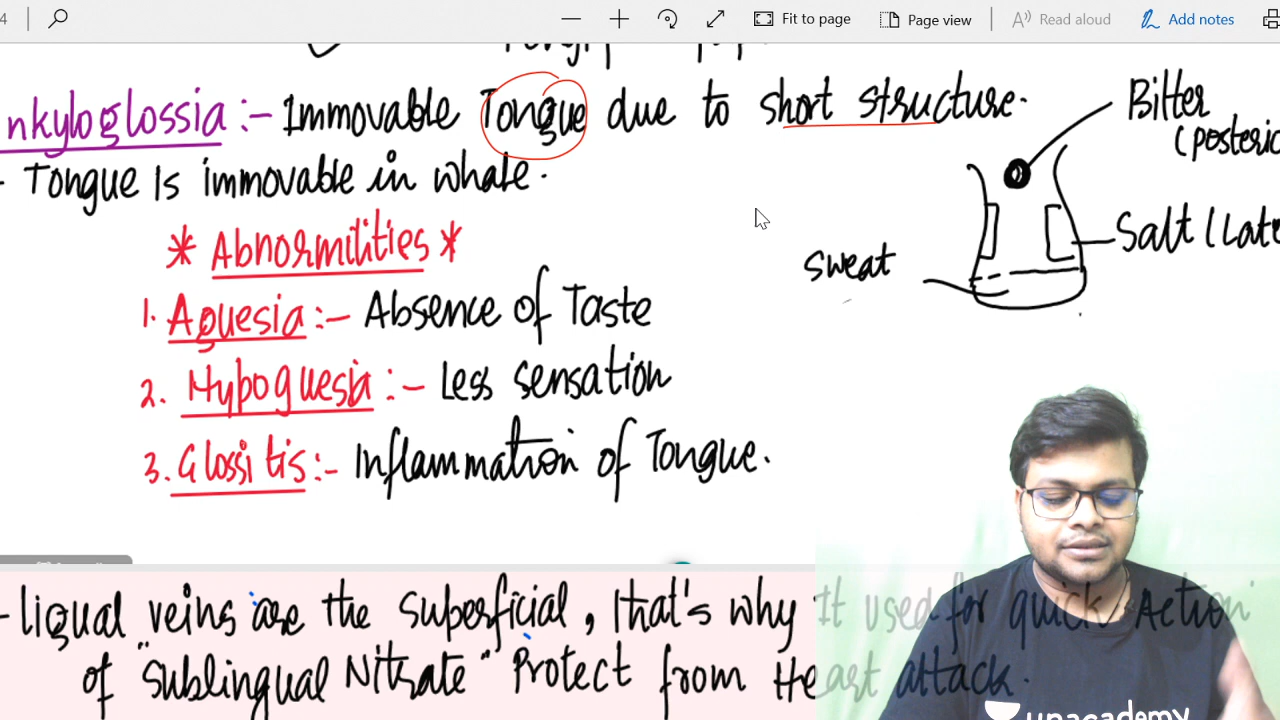 4 Fit to page Page view Read aloud Add notes
nkyloglossia :- Immovable Tongue due to short structure.
- Tongue Is immovable in whale.
* Abnormilities *
1. Aguesia :- Absence of Taste
2. Hypoguesia :- Less sensation
3. Glossitis :- Inflammation of Tongue.
Bitter
(posteric
Salt (Late
Sweat
- ligual veins are the superficial, that's why It used for quick Action
of "Sublingual Nitrate" Protect from Heart attack.
unacademy